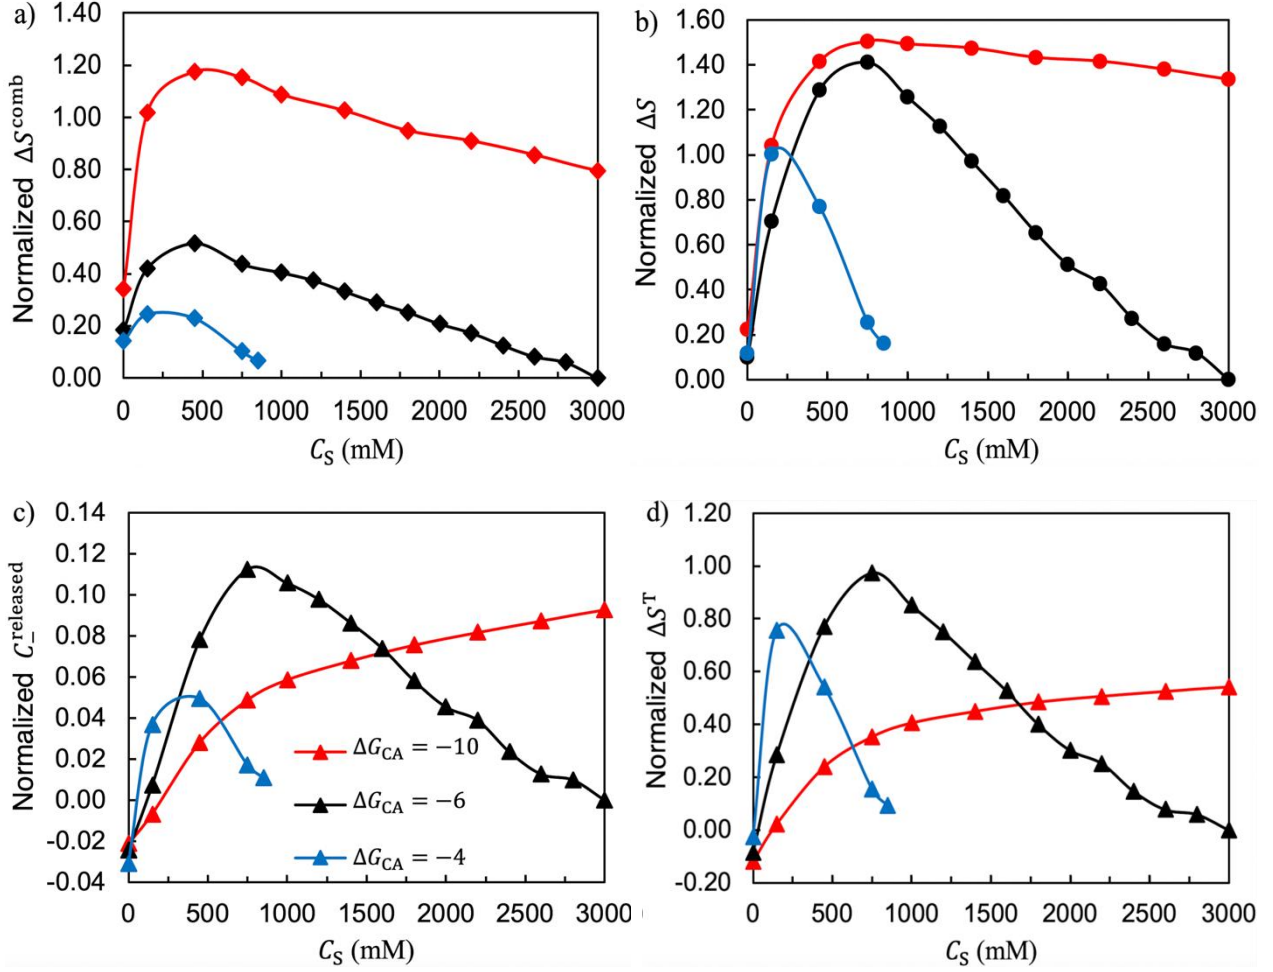 a)
1.40
1.20
1.00
0.80
0.60
0.40
0.20
0.00
Normalized ΔS^comb
0 500 1000 1500 2000 2500 3000
C_S (mM)
b)
1.60
1.40
1.20
1.00
0.80
0.60
0.40
0.20
0.00
Normalized ΔS
0 500 1000 1500 2000 2500 3000
C_S (mM)
c)
0.14
0.12
0.10
0.08
0.06
0.04
0.02
0.00
-0.02
-0.04
Normalized C_-^released
ΔG_CA = −10
ΔG_CA = −6
ΔG_CA = −4
0 500 1000 1500 2000 2500 3000
C_S (mM)
d)
1.20
1.00
0.80
0.60
0.40
0.20
0.00
-0.20
Normalized ΔS^T
0 500 1000 1500 2000 2500 3000
C_S (mM)